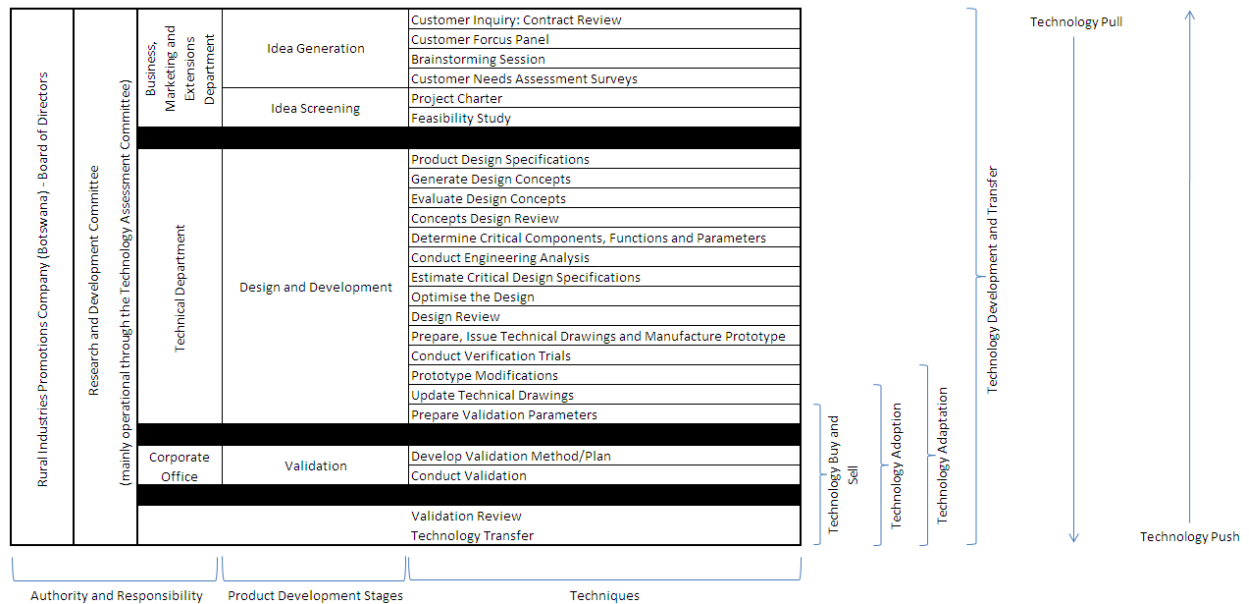 Rural Industries Promotions Company (Botswana) - Board of Directors
Research and Development Committee
(mainly operational through the Technology Assessment Committee)
Business,
Marketing and
Extensions
Department
Idea Generation
Customer Inquiry: Contract Review
Customer Forcus Panel
Brainstorming Session
Customer Needs Assessment Surveys
Idea Screening
Project Charter
Feasibility Study
Technical Department
Design and Development
Product Design Specifications
Generate Design Concepts
Evaluate Design Concepts
Concepts Design Review
Determine Critical Components, Functions and Parameters
Conduct Engineering Analysis
Estimate Critical Design Specifications
Optimise the Design
Design Review
Prepare, Issue Technical Drawings and Manufacture Prototype
Conduct Verification Trials
Prototype Modifications
Update Technical Drawings
Prepare Validation Parameters
Corporate
Office
Validation
Develop Validation Method/Plan
Conduct Validation
Validation Review
Technology Transfer
Technology Buy and
Sell
Technology Adoption
Technology Adaptation
Technology Development and Transfer
Technology Pull
Technology Push
Authority and Responsibility
Product Development Stages
Techniques